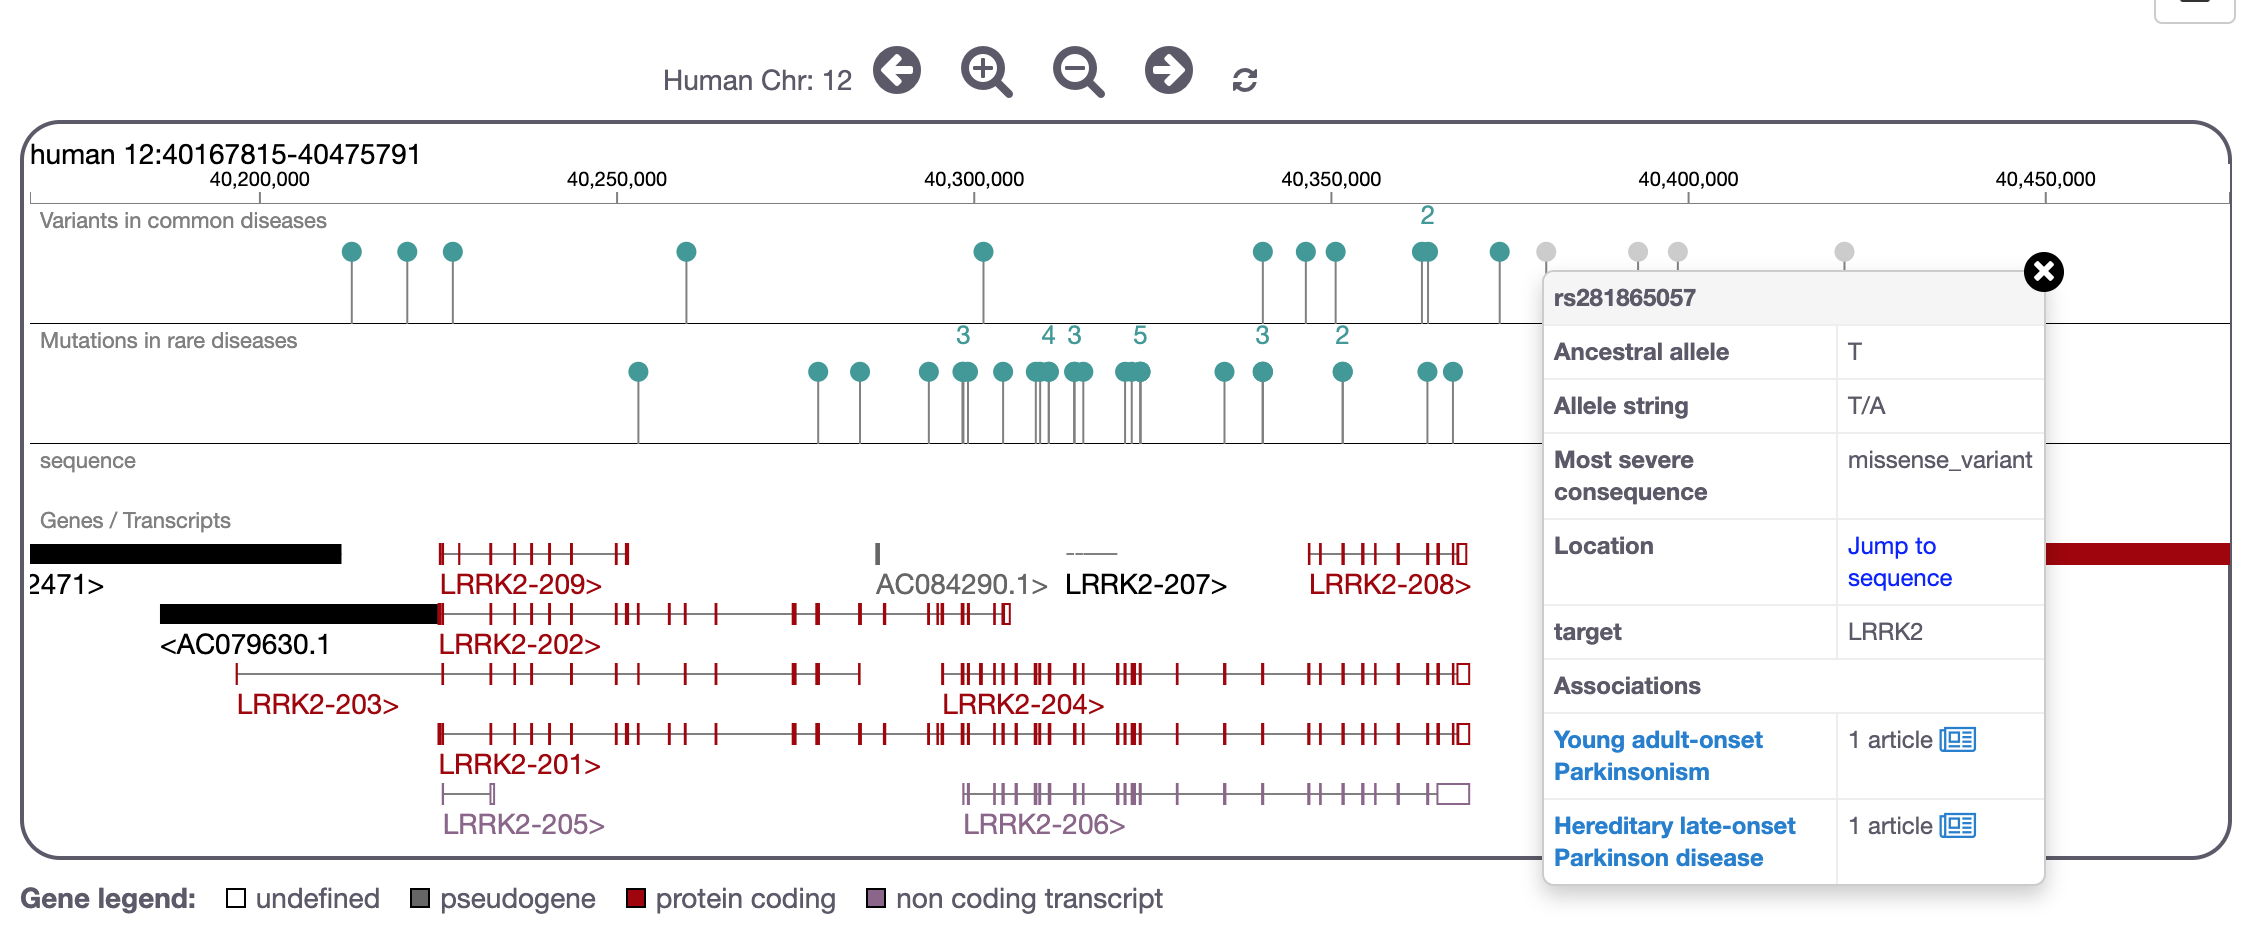 Human Chr: 12
human 12:40167815-40475791
40,200,000 40,250,000 40,300,000 40,350,000 40,400,000 40,450,000
Variants in common diseases
2
Mutations in rare diseases
3 4 3 5 3 2
sequence
Genes / Transcripts
2471> LRRK2-209> AC084290.1> LRRK2-207> LRRK2-208>
<AC079630.1 LRRK2-202>
LRRK2-203> LRRK2-204>
LRRK2-201>
LRRK2-205> LRRK2-206>
rs281865057
Ancestral allele T
Allele string T/A
Most severe consequence missense_variant
Location Jump to sequence
target LRRK2
Associations
Young adult-onset Parkinsonism 1 article
Hereditary late-onset Parkinson disease 1 article
Gene legend: undefined pseudogene protein coding non coding transcript